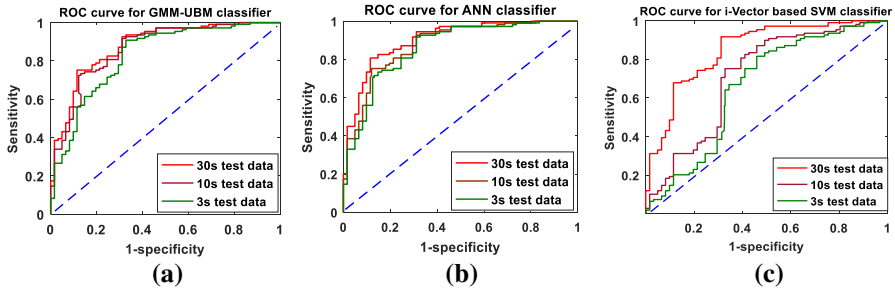 ROC curve for GMM-UBM classifier
1
0.8
0.6
0.4
0.2
0
Sensitivity
30s test data
10s test data
3s test data
0 0.2 0.4 0.6 0.8 1
1-specificity
(a)
ROC curve for ANN classifier
1
0.8
0.6
0.4
0.2
0
Sensitivity
30s test data
10s test data
3s test data
0 0.2 0.4 0.6 0.8 1
1-specificity
(b)
ROC curve for i-Vector based SVM classifier
1
0.8
0.6
0.4
0.2
Sensitivity
30s test data
10s test data
3s test data
0 0.2 0.4 0.6 0.8 1
1-specificity
(c)